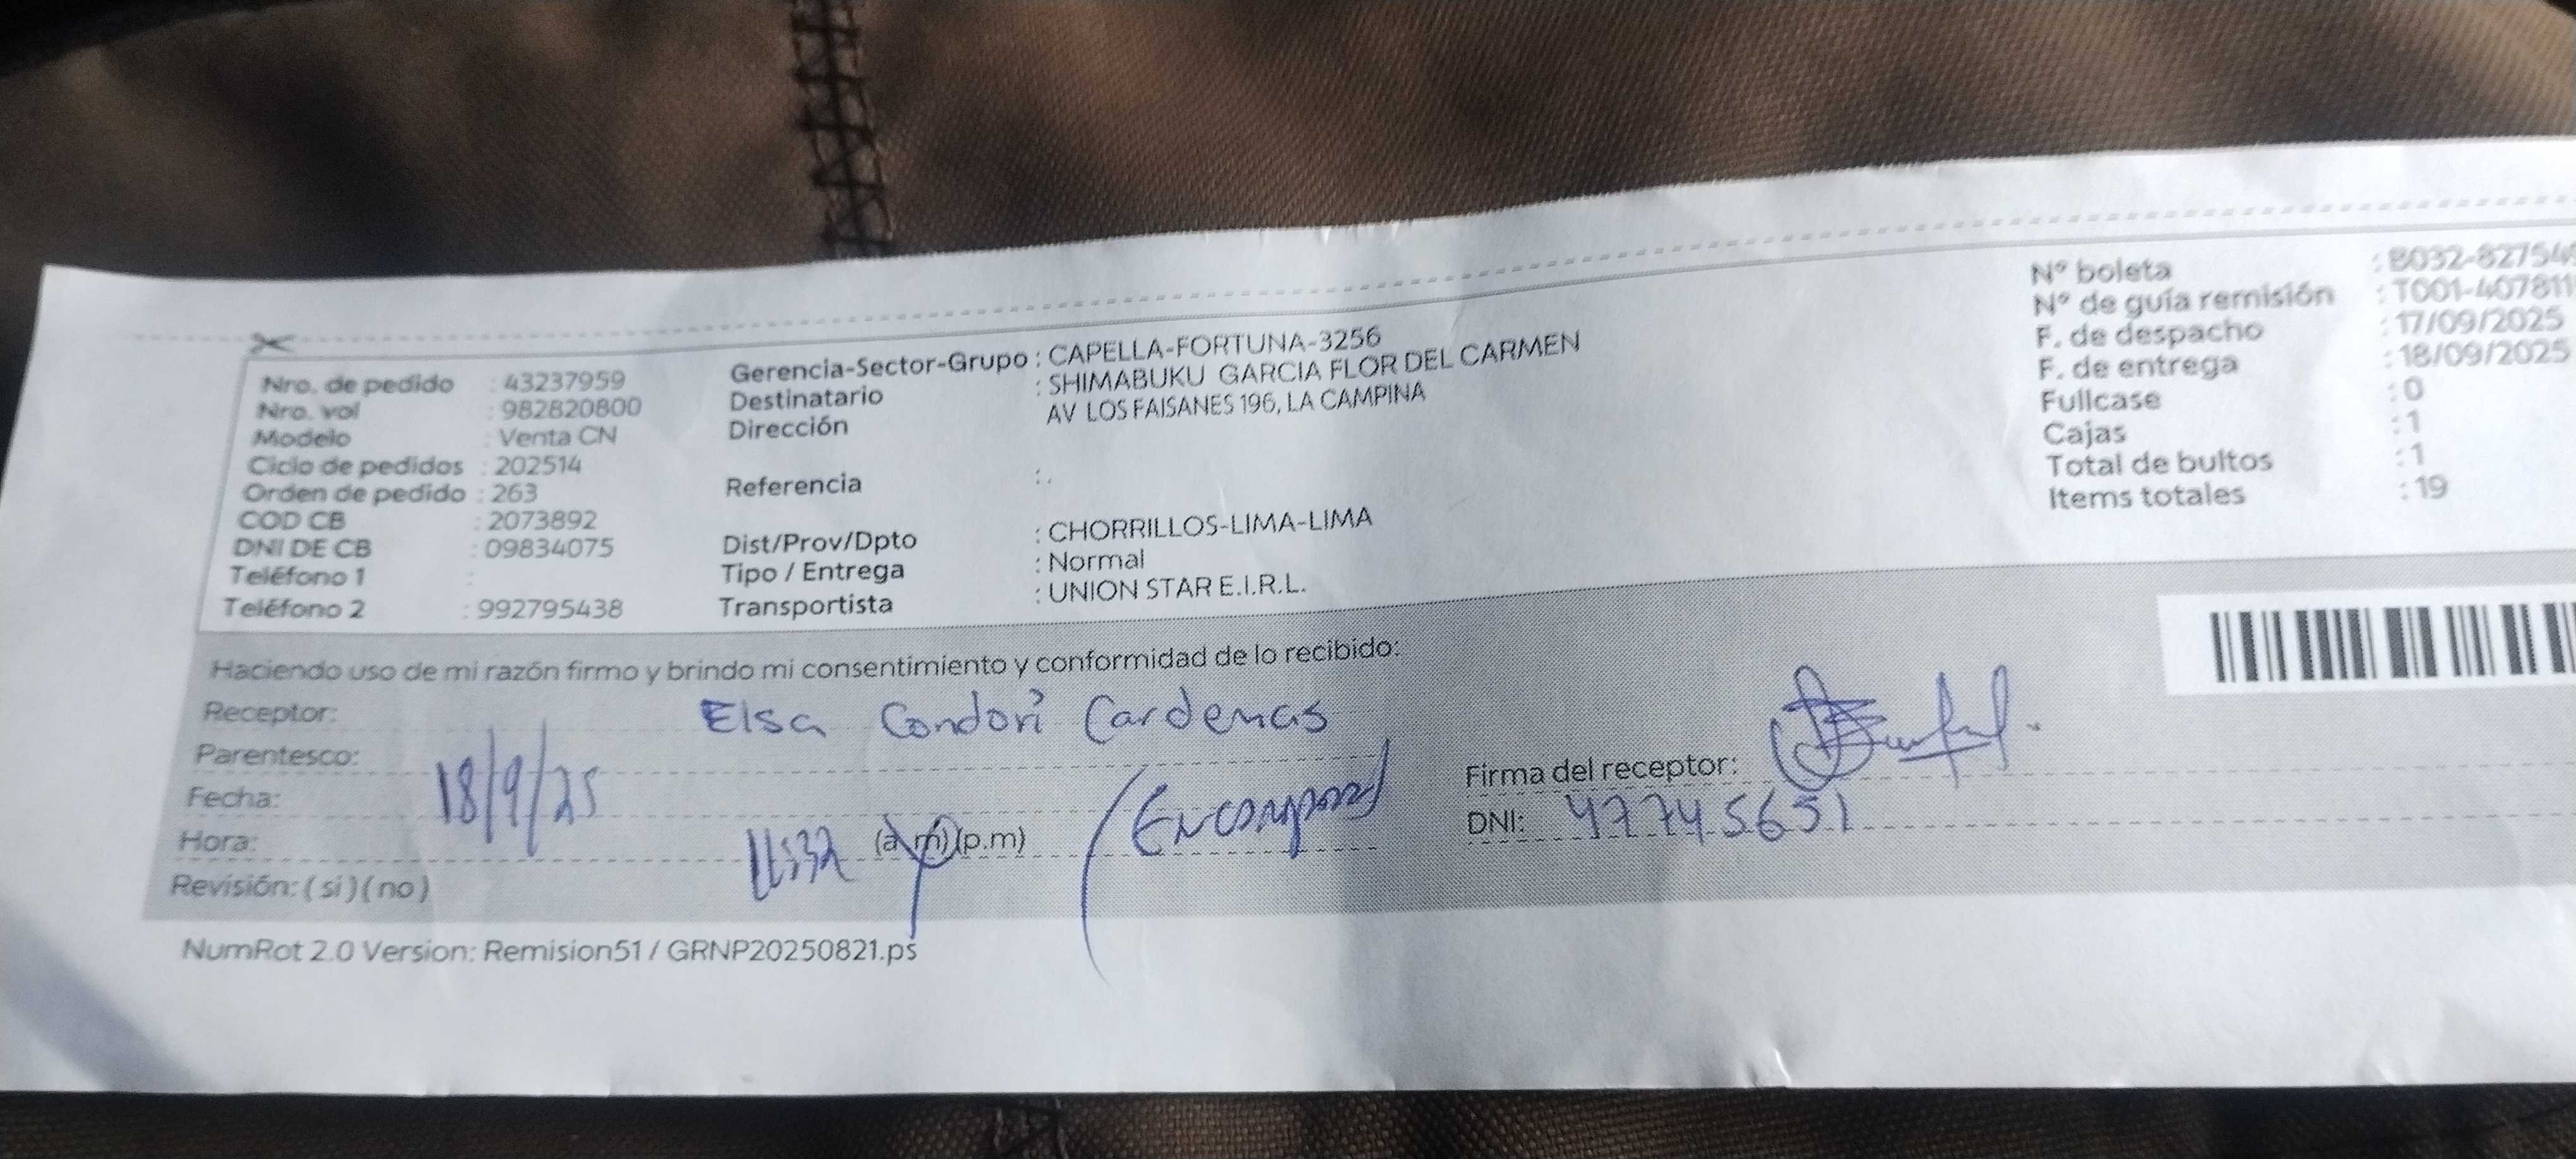 Nro. de pedido : 43237959
Nro. vol : 982820800
Modelo : Venta CN
Ciclo de pedidos : 202514
Orden de pedido : 263
COD CB : 2073892
DNI DE CB : 09834075
Teléfono 1 :
Teléfono 2 : 992795438
Gerencia-Sector-Grupo : CAPELLA-FORTUNA-3256
Destinatario : SHIMABUKU GARCIA FLOR DEL CARMEN
Dirección AV LOS FAISANES 196, LA CAMPINA
Referencia : .
Dist/Prov/Dpto : CHORRILLOS-LIMA-LIMA
Tipo / Entrega : Normal
Transportista : UNION STAR E.I.R.L.
N° boleta : B032-82754
N° de guía remisión : T001-407811
F. de despacho : 17/09/2025
F. de entrega : 18/09/2025
Fullcase : 0
Cajas : 1
Total de bultos : 1
Items totales : 19
Haciendo uso de mi razón firmo y brindo mi consentimiento y conformidad de lo recibido:
Receptor: Elsa Condori Cardenas
Parentesco:
Fecha: 18/9/25
Hora: 11:32 (a.m)(p.m)
Revisión: ( si ) ( no )
Firma del receptor:
DNI: 47745651
NumRot 2.0 Version: Remision51 / GRNP20250821.ps